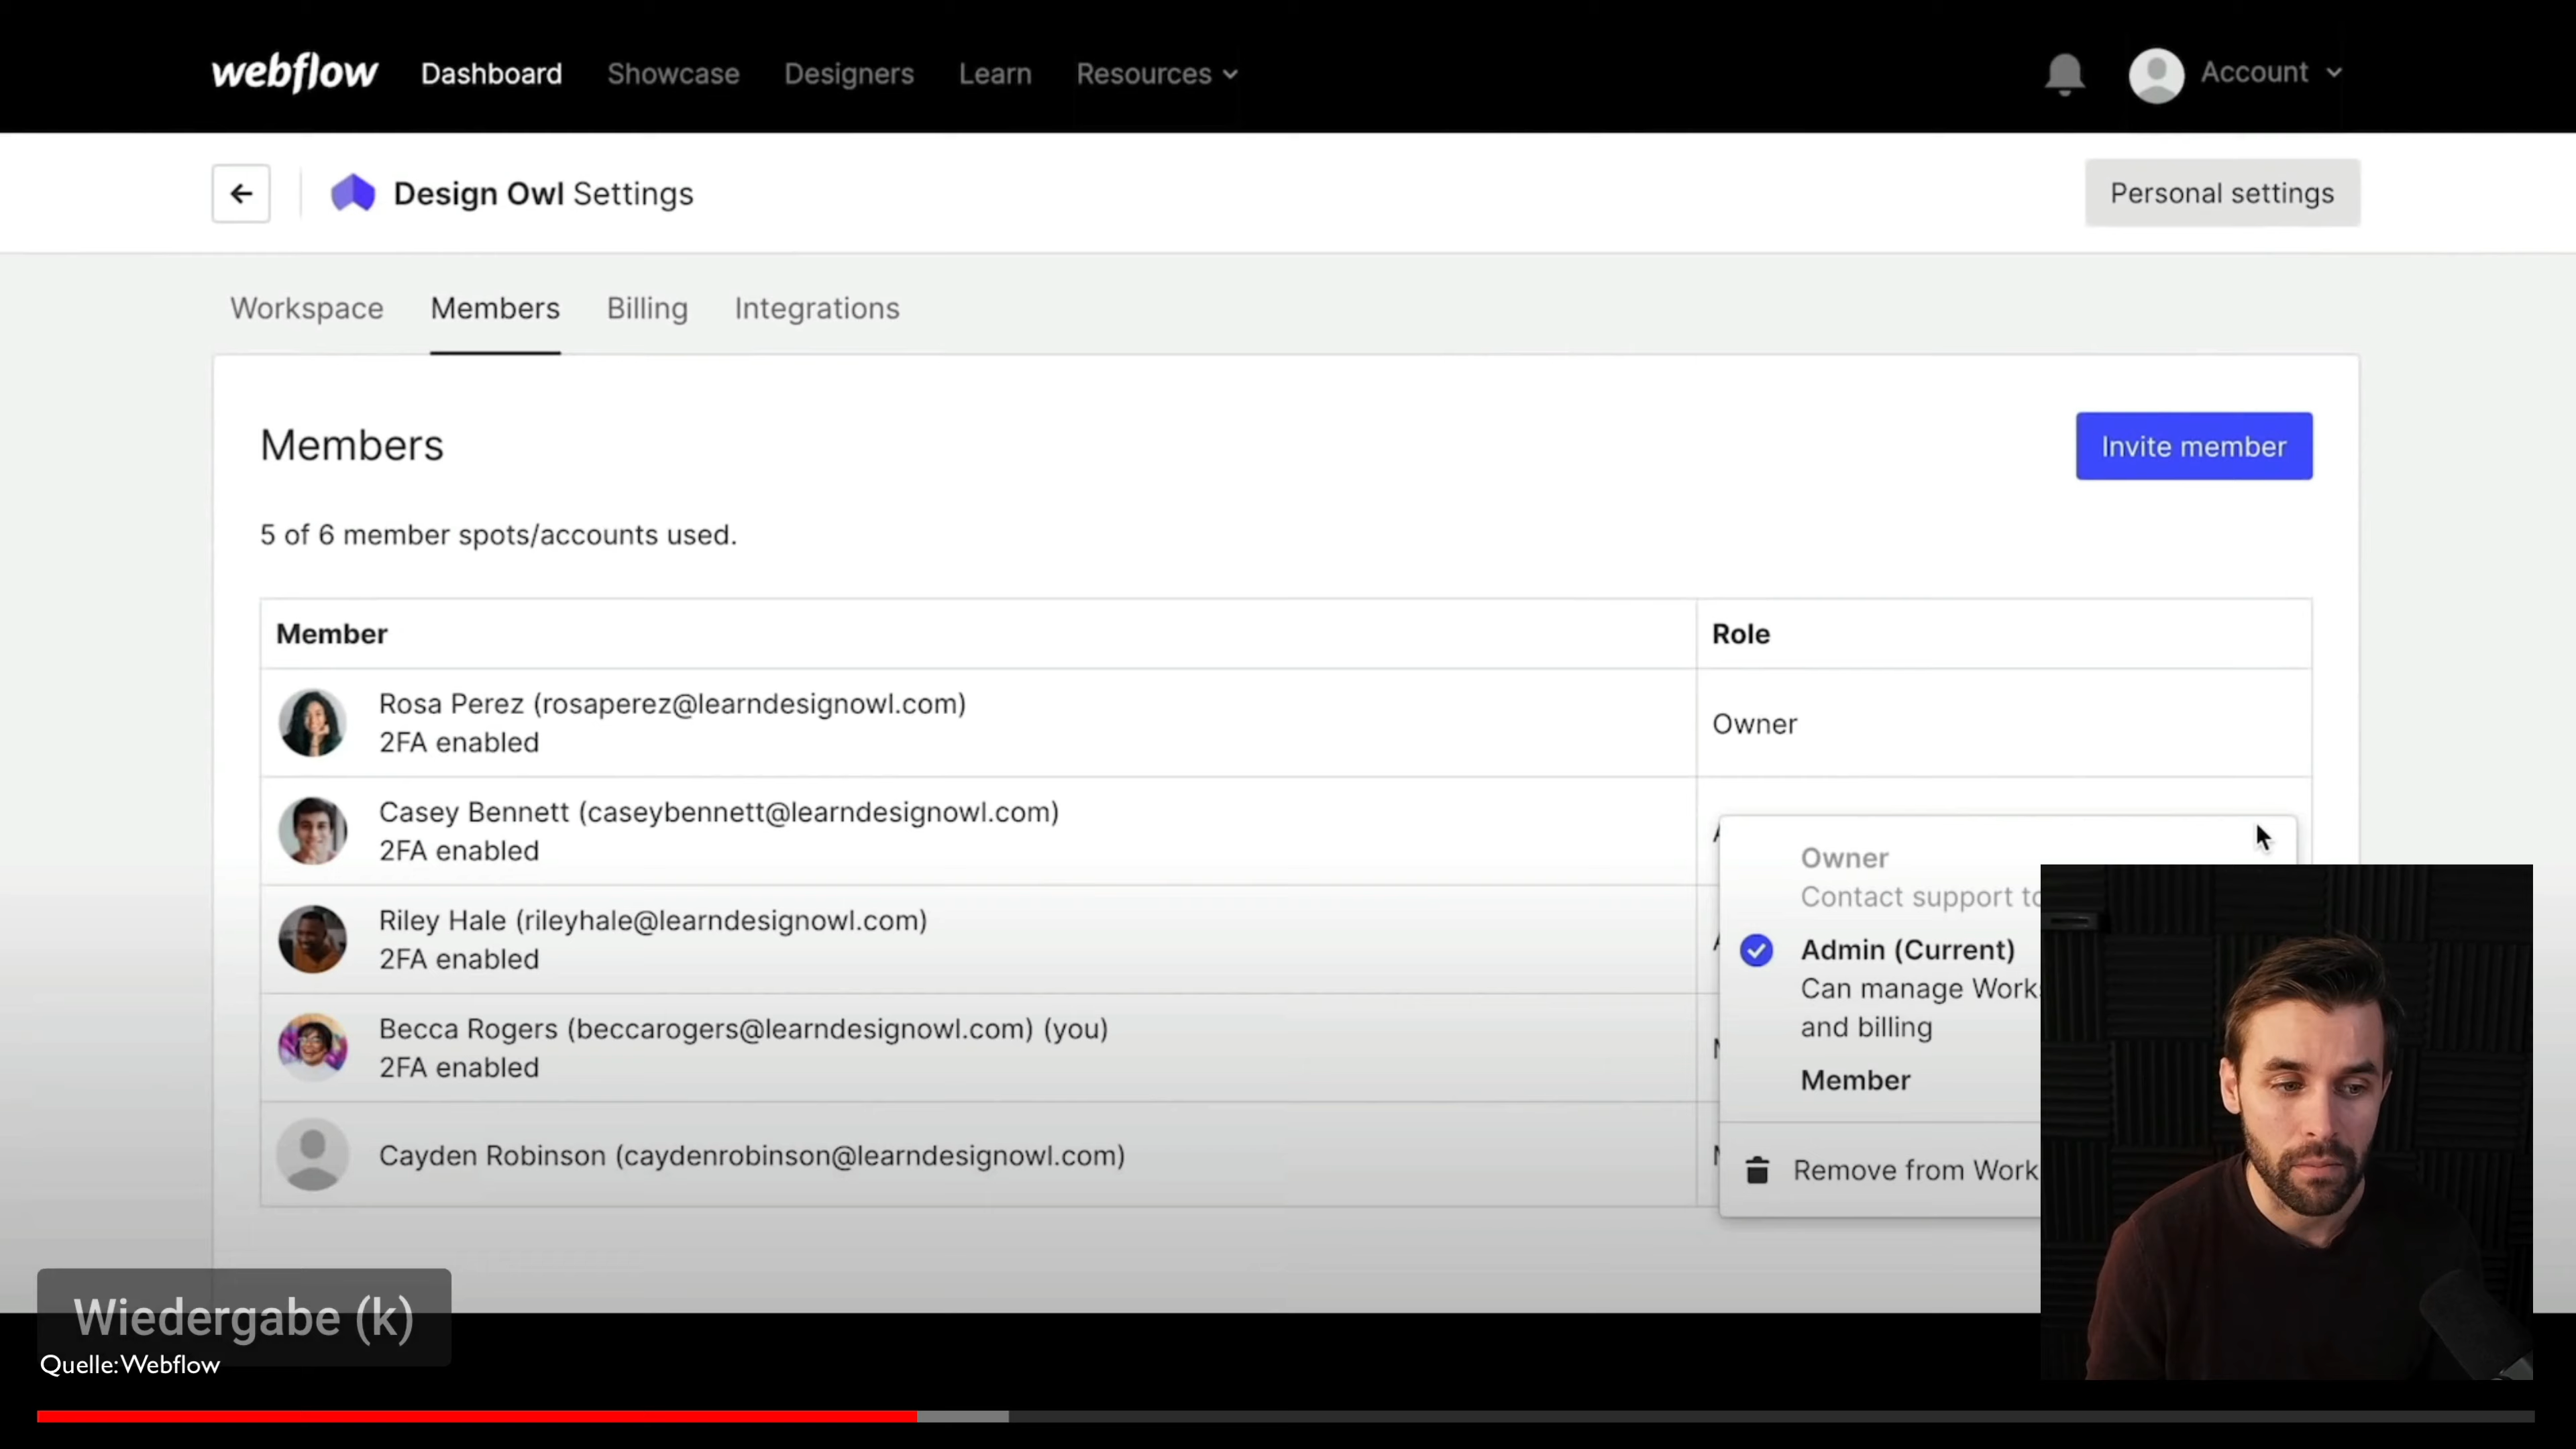 webflow Dashboard Showcase Designers Learn Resources Account
Design Owl Settings Personal settings
Workspace Members Billing Integrations
Members Invite member
5 of 6 member spots/accounts used.
Member Role
Rosa Perez (rosaperez@learndesignowl.com)
2FA enabled
Owner
Casey Bennett (caseybennett@learndesignowl.com)
2FA enabled
Riley Hale (rileyhale@learndesignowl.com)
2FA enabled
Becca Rogers (beccarogers@learndesignowl.com) (you)
2FA enabled
Cayden Robinson (caydenrobinson@learndesignowl.com)
Owner
Contact support to
Admin (Current)
Can manage Works
and billing
Member
Remove from Work
Wiedergabe (k)
Quelle: Webflow